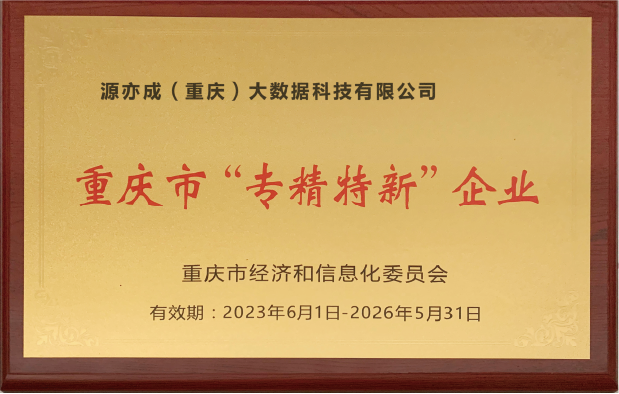 源亦成（重庆）大数据科技有限公司
重庆市“专精特新”企业
重庆市经济和信息化委员会
有效期：2023年6月1日-2026年5月31日